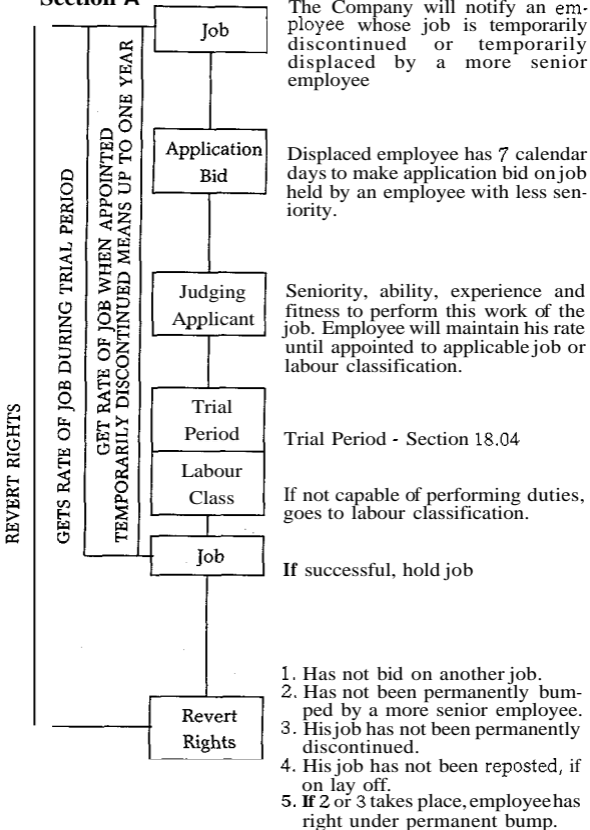 Section A
Job
The Company will notify an em-
ployee whose job is temporarily
discontinued or temporarily
displaced by a more senior
employee
Application
Bid
Displaced employee has 7 calendar
days to make application bid on job
held by an employee with less sen-
iority.
Judging
Applicant
Seniority, ability, experience and
fitness to perform this work of the
job. Employee will maintain his rate
until appointed to applicable job or
labour classification.
Trial
Period
Trial Period - Section 18.04
Labour
Class
If not capable of performing duties,
goes to labour classification.
Job
If successful, hold job
Revert
Rights
1. Has not bid on another job.
2. Has not been permanently bum-
ped by a more senior employee.
3. His job has not been permanently
discontinued.
4. His job has not been reposted, if
on lay off.
5. If 2 or 3 takes place, employee has
right under permanent bump.
REVERT RIGHTS
GETS RATE OF JOB DURING TRIAL PERIOD
GET RATE OF JOB WHEN APPOINTED
TEMPORARILY DISCONTINUED MEANS UP TO ONE YEAR